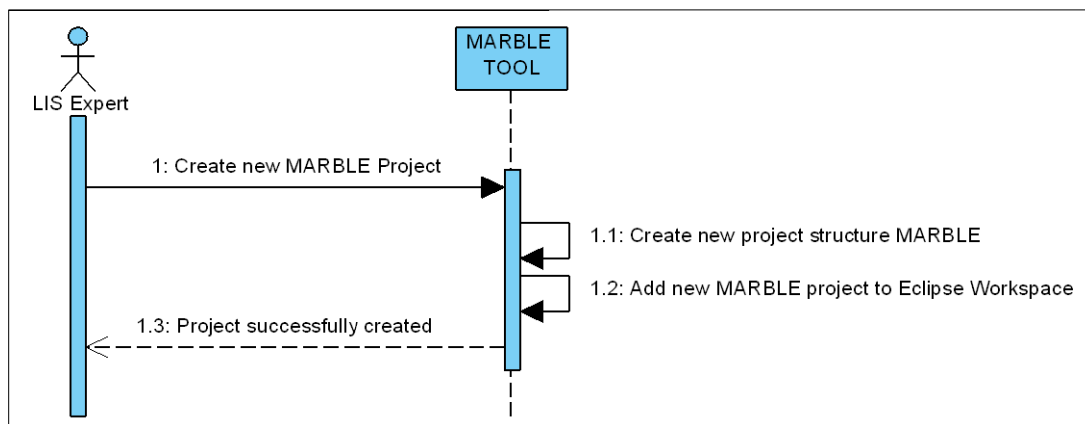 MARBLE
TOOL
LIS Expert
1: Create new MARBLE Project
1.1: Create new project structure MARBLE
1.2: Add new MARBLE project to Eclipse Workspace
1.3: Project successfully created